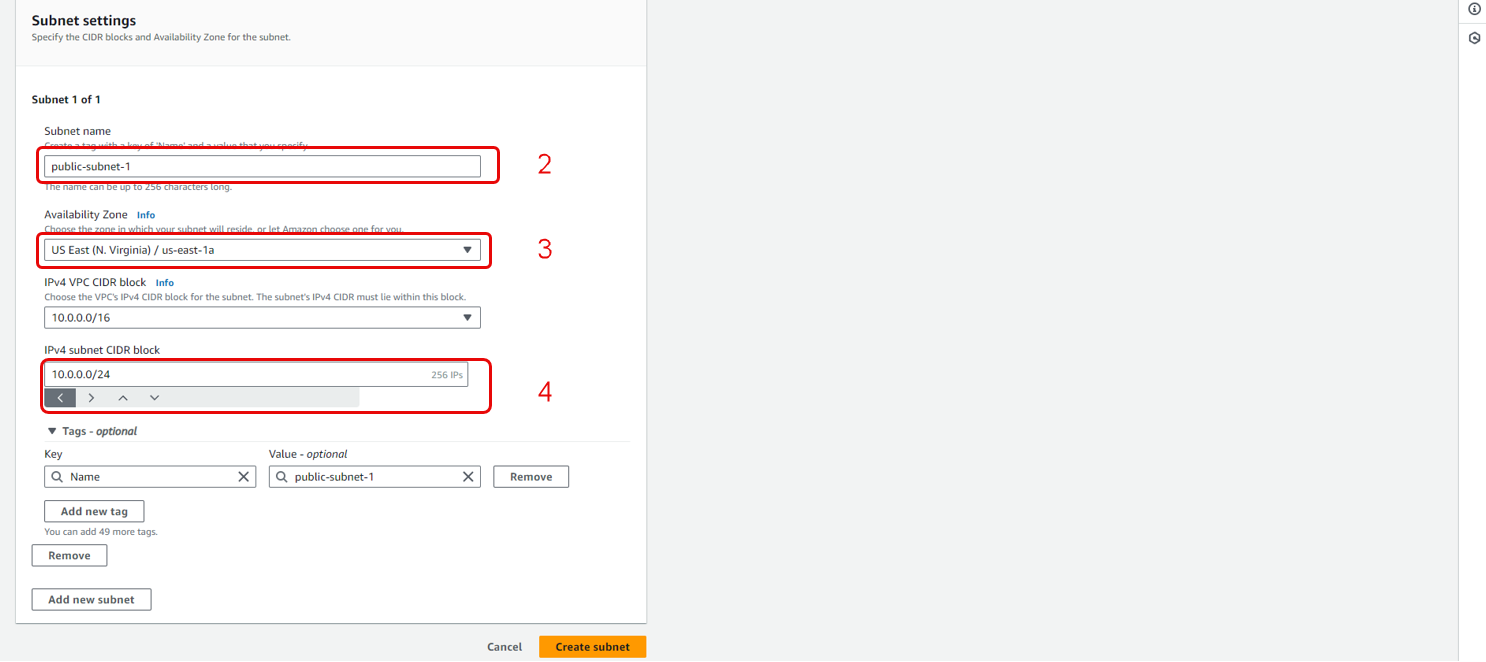 Subnet settings
Specify the CIDR blocks and Availability Zone for the subnet.
Subnet 1 of 1
Subnet name
Create a tag with a key of 'Name' and a value that you specify.
public-subnet-1
2
The name can be up to 256 characters long.
Availability Zone Info
Choose the zone in which your subnet will reside, or let Amazon choose one for you.
US East (N. Virginia) / us-east-1a
3
IPv4 VPC CIDR block Info
Choose the VPC's IPv4 CIDR block for the subnet. The subnet's IPv4 CIDR must lie within this block.
10.0.0.0/16
IPv4 subnet CIDR block
10.0.0.0/24 256 IPs
4
Tags - optional
Key Value - optional
Name public-subnet-1 Remove
Add new tag
You can add 49 more tags.
Remove
Add new subnet
Cancel Create subnet